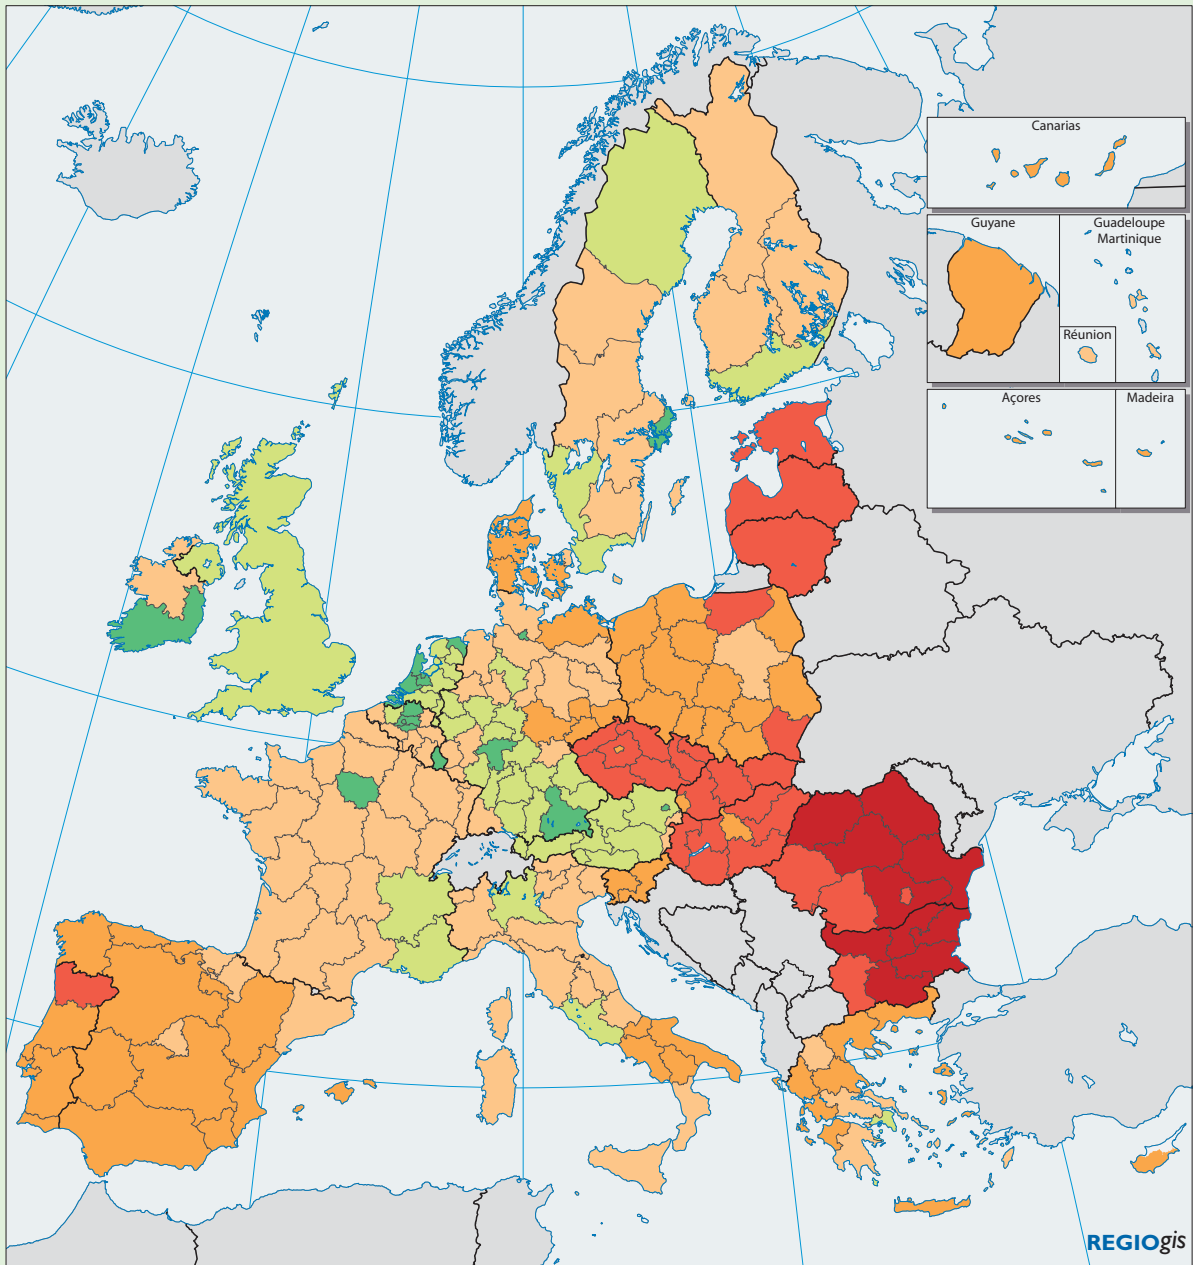 Canarias
Guyane
Guadeloupe
Martinique
Réunion
Açores
Madeira
REGIOgis